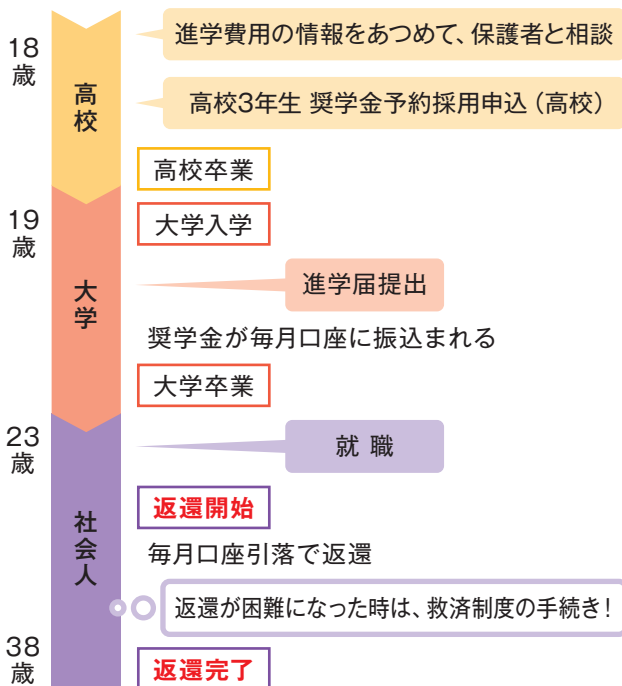 18
歳
高校
進学費用の情報をあつめて、保護者と相談
高校3年生 奨学金予約採用申込（高校）
高校卒業
19
歳
大学
大学入学
進学届提出
奨学金が毎月口座に振込まれる
大学卒業
23
歳
社会人
就職
返還開始
毎月口座引落で返還
返還が困難になった時は、救済制度の手続き！
38
歳
返還完了